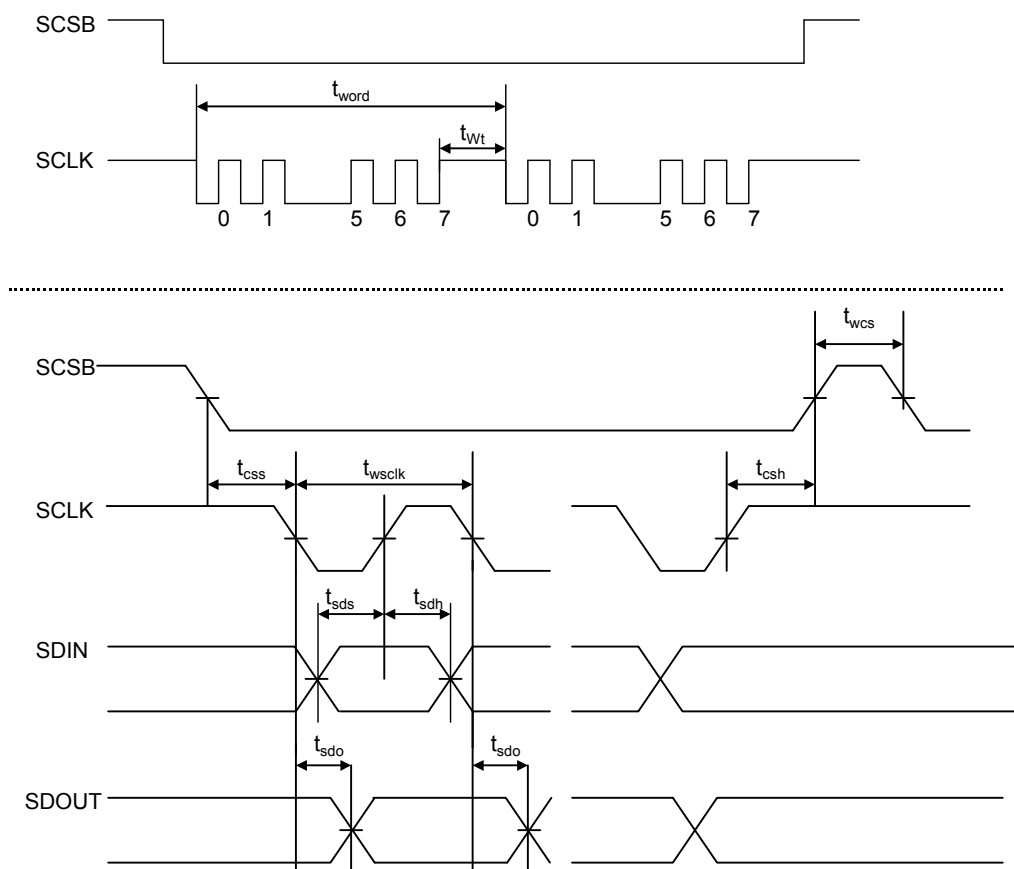 SCSB
t_word
t_Wt
SCLK
0 1 5 6 7 0 1 5 6 7
t_wcs
SCSB
t_css t_wsclk t_csh
SCLK
t_sds t_sdh
SDIN
t_sdo t_sdo
SDOUT